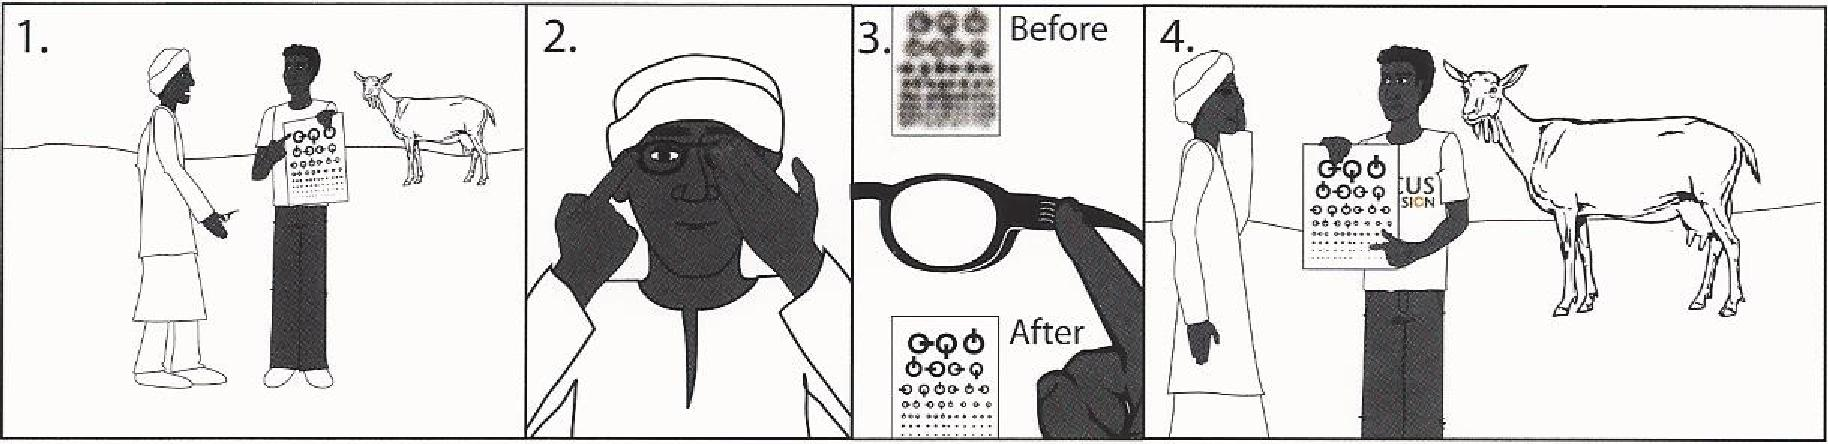 1.
2.
3.
Before
After
4.
CUS
SION